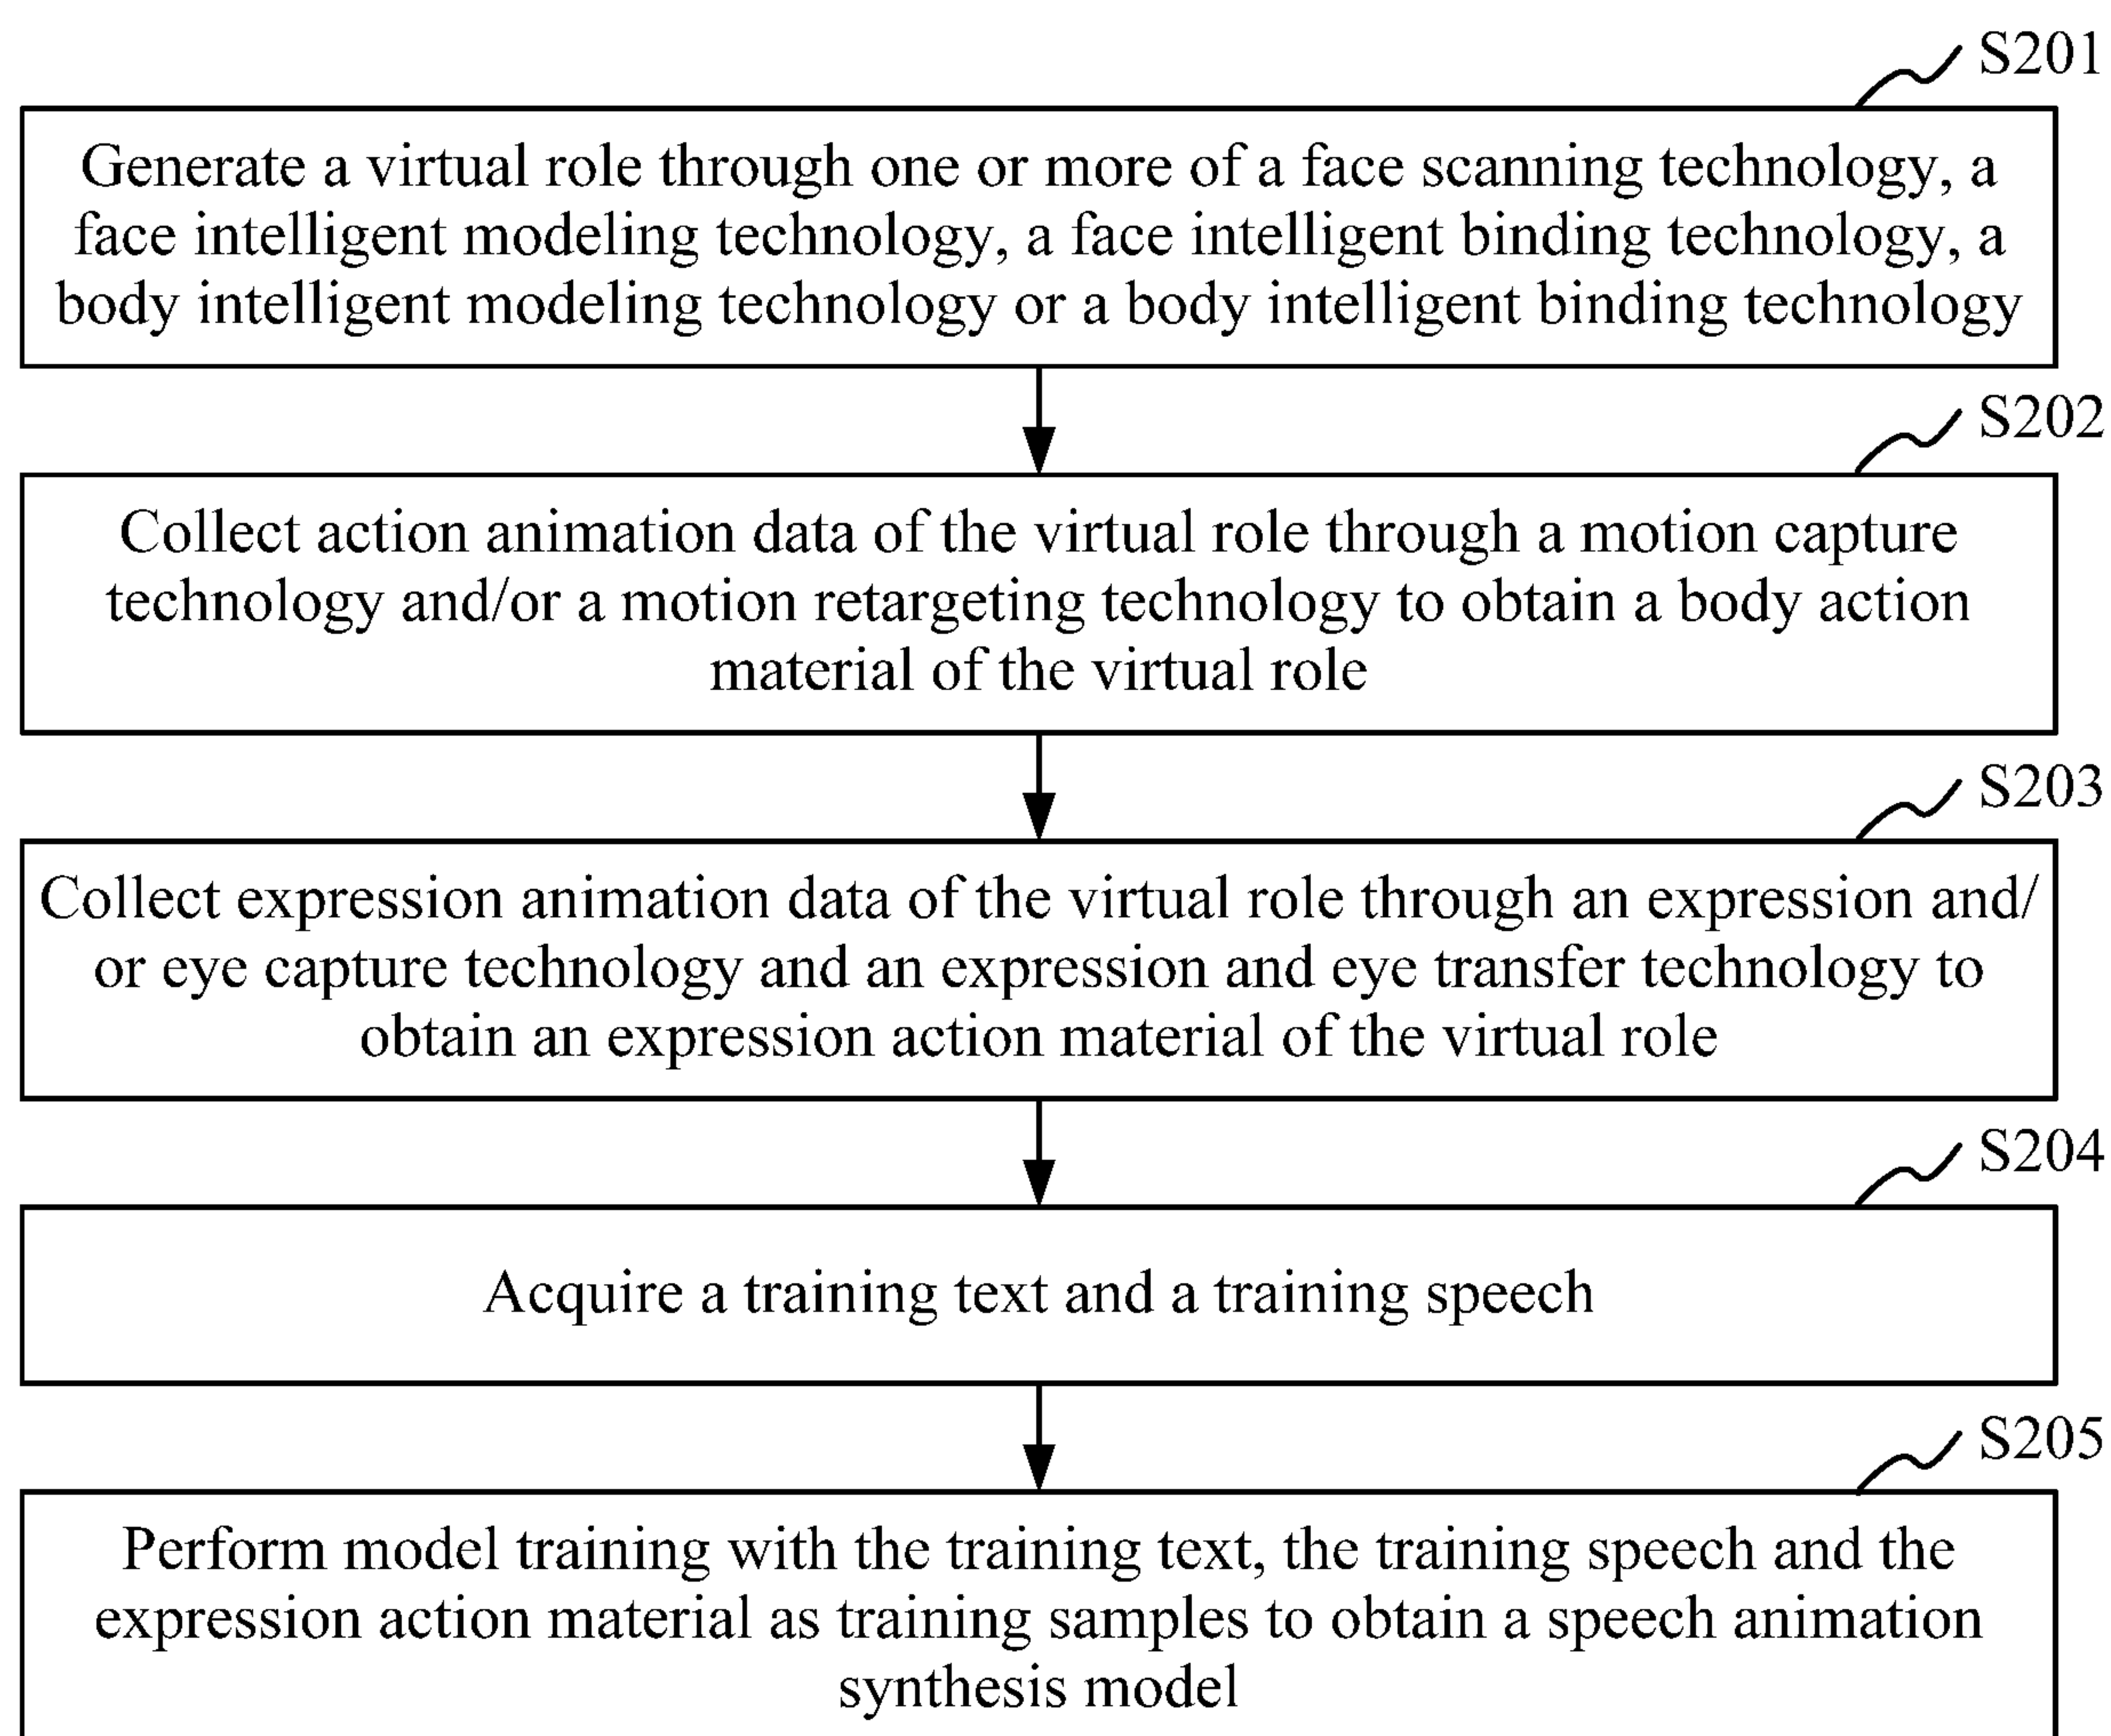 S201
Generate a virtual role through one or more of a face scanning technology, a
face intelligent modeling technology, a face intelligent binding technology, a
body intelligent modeling technology or a body intelligent binding technology
S202
Collect action animation data of the virtual role through a motion capture
technology and/or a motion retargeting technology to obtain a body action
material of the virtual role
S203
Collect expression animation data of the virtual role through an expression and/
or eye capture technology and an expression and eye transfer technology to
obtain an expression action material of the virtual role
S204
Acquire a training text and a training speech
S205
Perform model training with the training text, the training speech and the
expression action material as training samples to obtain a speech animation
synthesis model